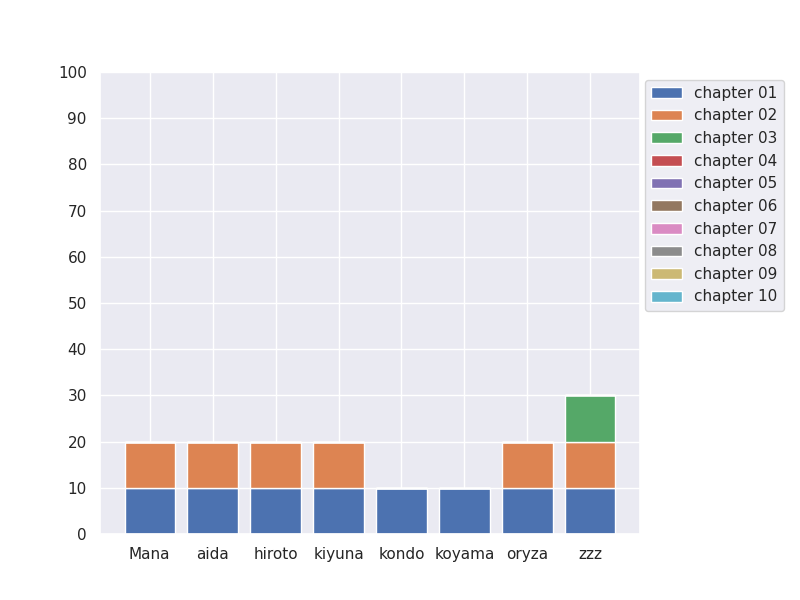 100
90
80
70
60
50
40
30
20
10
0
Mana aida hiroto kiyuna kondo koyama oryza zzz
chapter 01
chapter 02
chapter 03
chapter 04
chapter 05
chapter 06
chapter 07
chapter 08
chapter 09
chapter 10